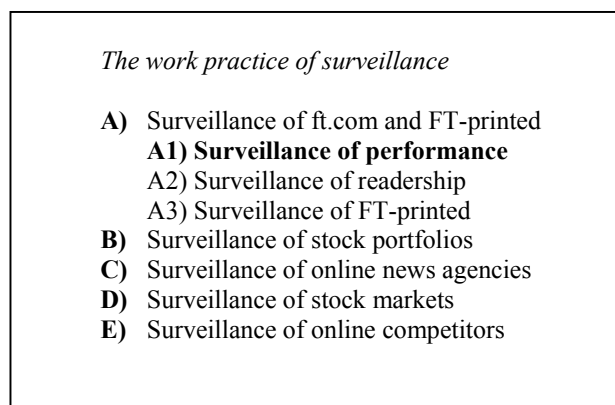 The work practice of surveillance
A) Surveillance of ft.com and FT-printed
A1) Surveillance of performance
A2) Surveillance of readership
A3) Surveillance of FT-printed
B) Surveillance of stock portfolios
C) Surveillance of online news agencies
D) Surveillance of stock markets
E) Surveillance of online competitors